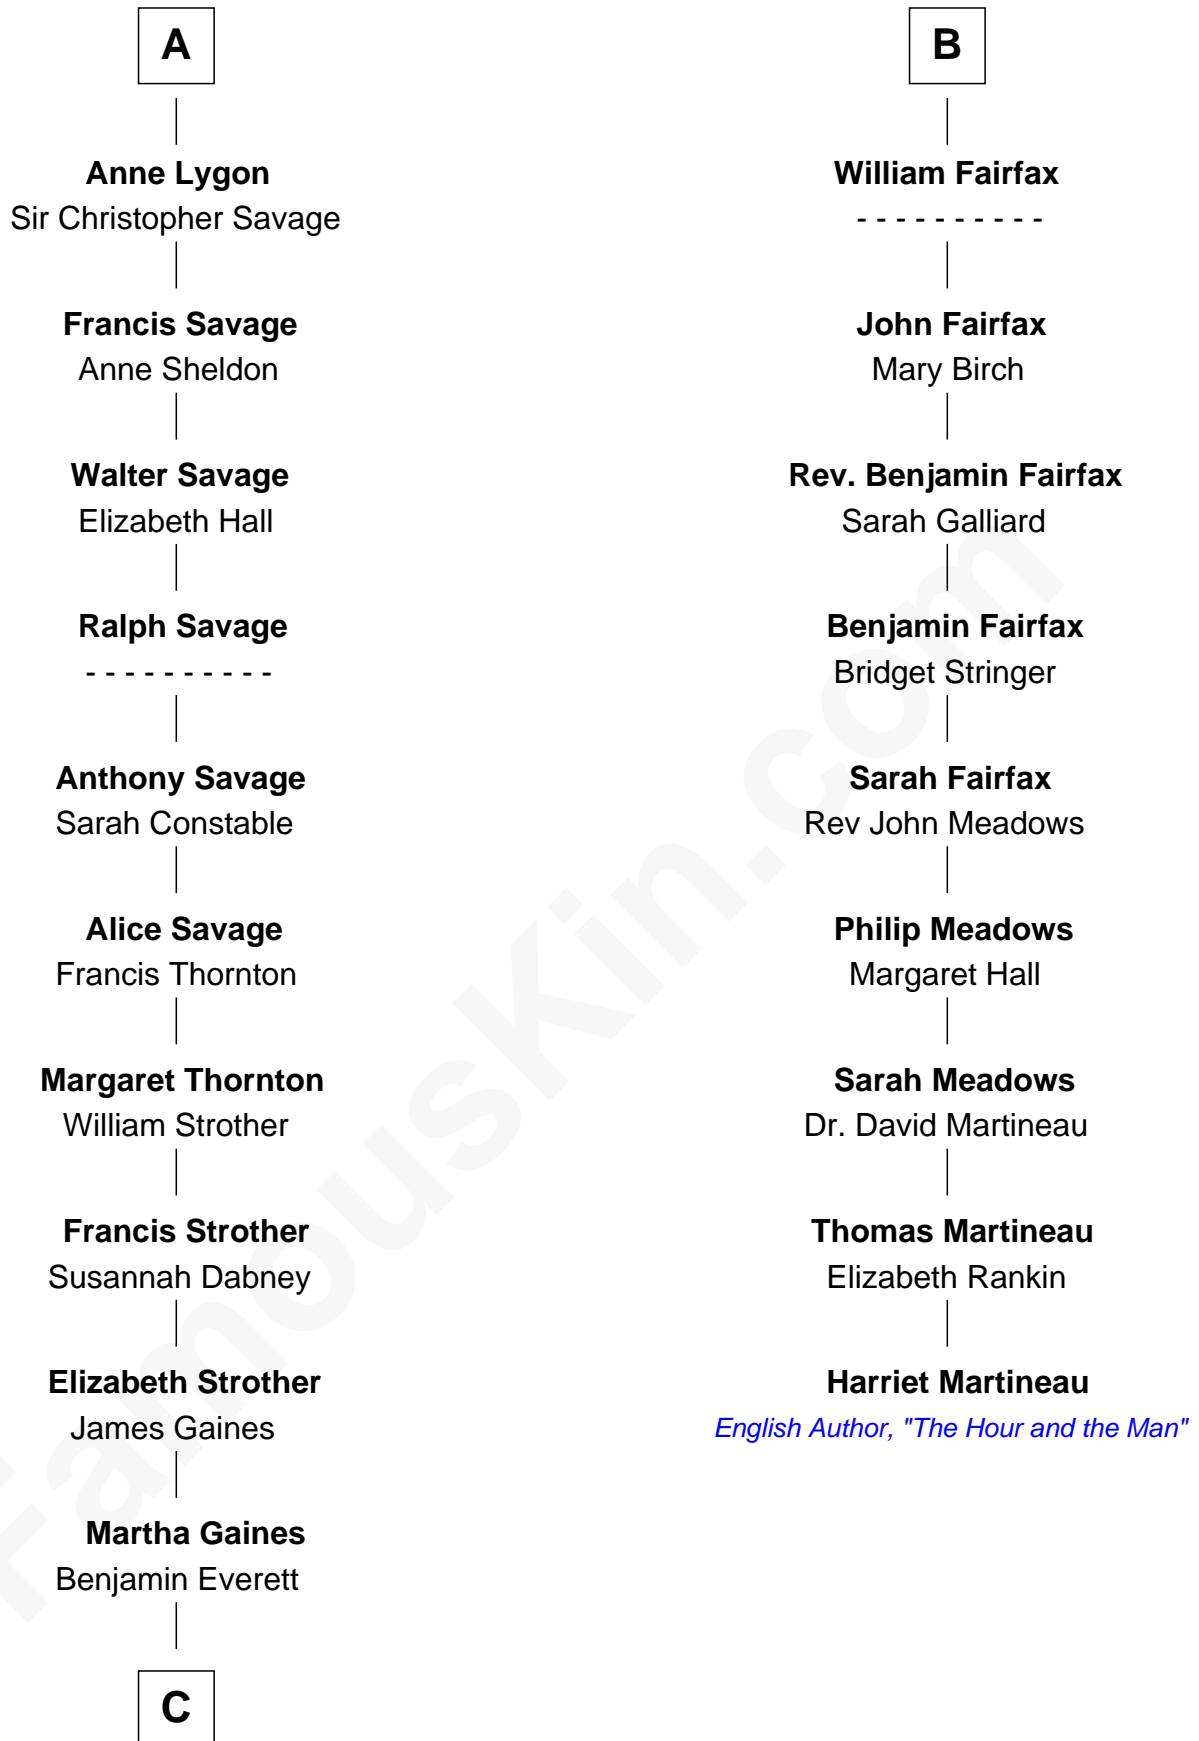 A
Anne Lygon
Sir Christopher Savage
Francis Savage
Anne Sheldon
Walter Savage
Elizabeth Hall
Ralph Savage
- - - - - - - - - -
Anthony Savage
Sarah Constable
Alice Savage
Francis Thornton
Margaret Thornton
William Strother
Francis Strother
Susannah Dabney
Elizabeth Strother
James Gaines
Martha Gaines
Benjamin Everett
C
B
William Fairfax
- - - - - - - - - -
John Fairfax
Mary Birch
Rev. Benjamin Fairfax
Sarah Galliard
Benjamin Fairfax
Bridget Stringer
Sarah Fairfax
Rev John Meadows
Philip Meadows
Margaret Hall
Sarah Meadows
Dr. David Martineau
Thomas Martineau
Elizabeth Rankin
Harriet Martineau
English Author, "The Hour and the Man"
FamousKin.com